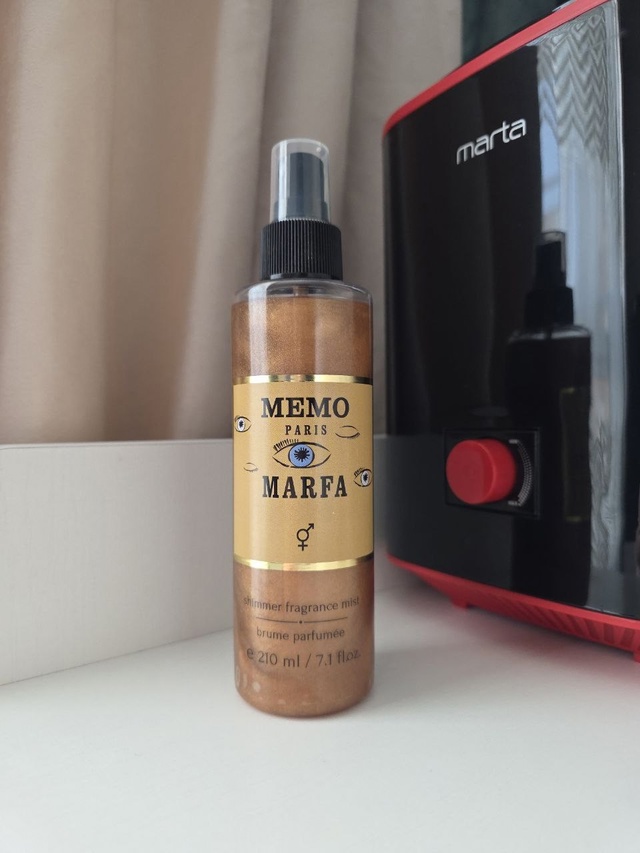 marta
MEMO
PARIS
MARFA
shimmer fragrance mist
brume parfumée
e 210 ml / 7.1 fl oz